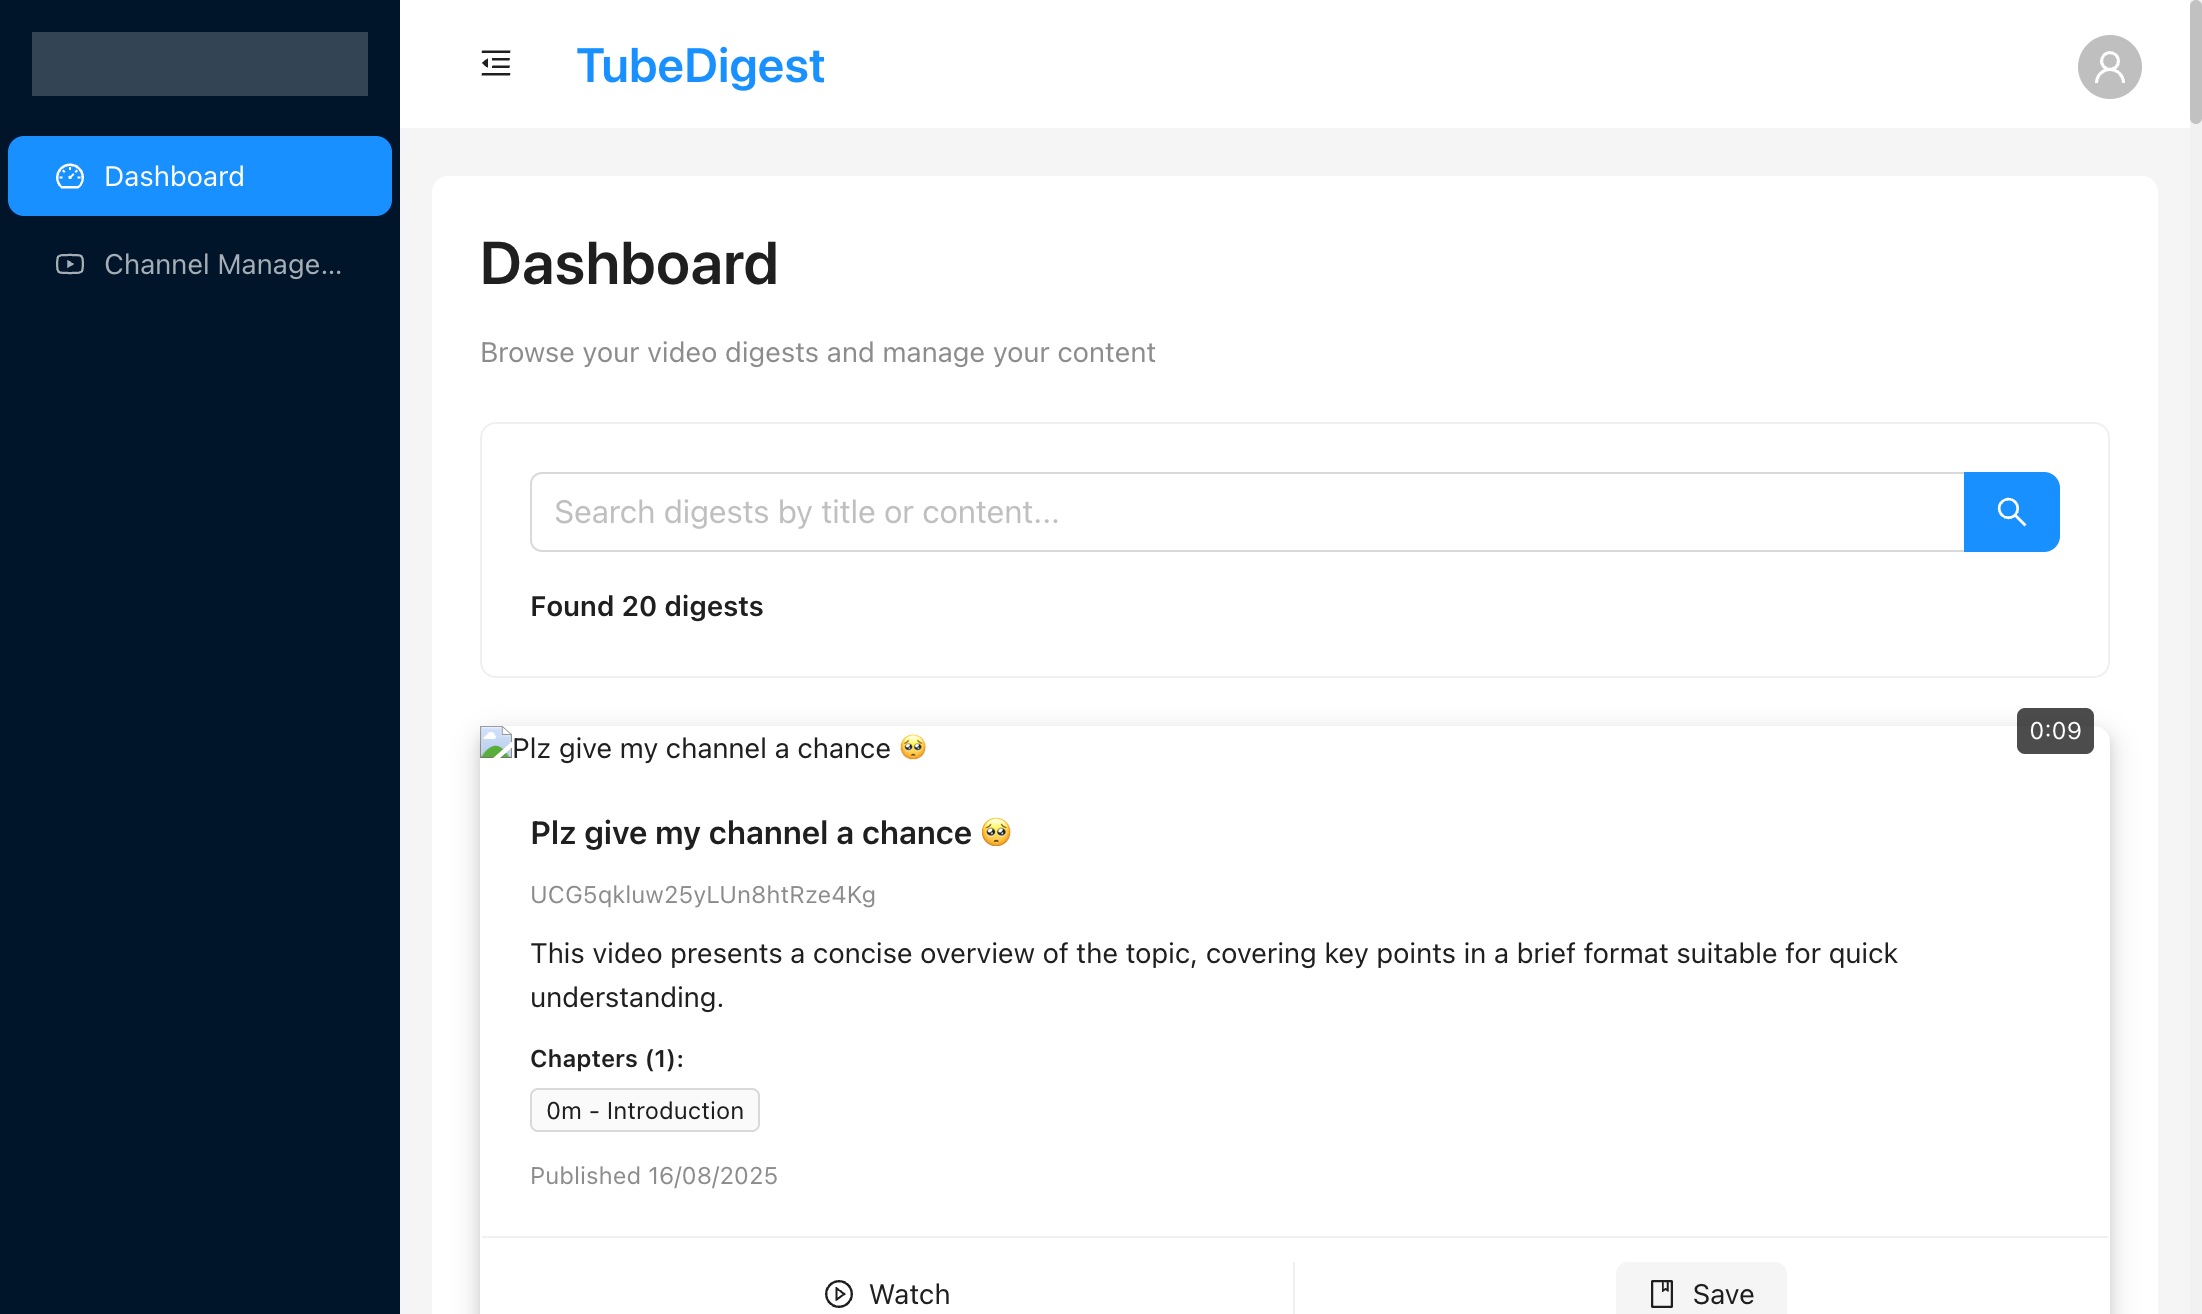 TubeDigest
Dashboard
Channel Manage...
Dashboard
Browse your video digests and manage your content
Search digests by title or content...
Found 20 digests
0:09
Plz give my channel a chance 🥺
Plz give my channel a chance 🥺
UCG5qkluw25yLUn8htRze4Kg
This video presents a concise overview of the topic, covering key points in a brief format suitable for quick
understanding.
Chapters (1):
0m - Introduction
Published 16/08/2025
Watch
Save